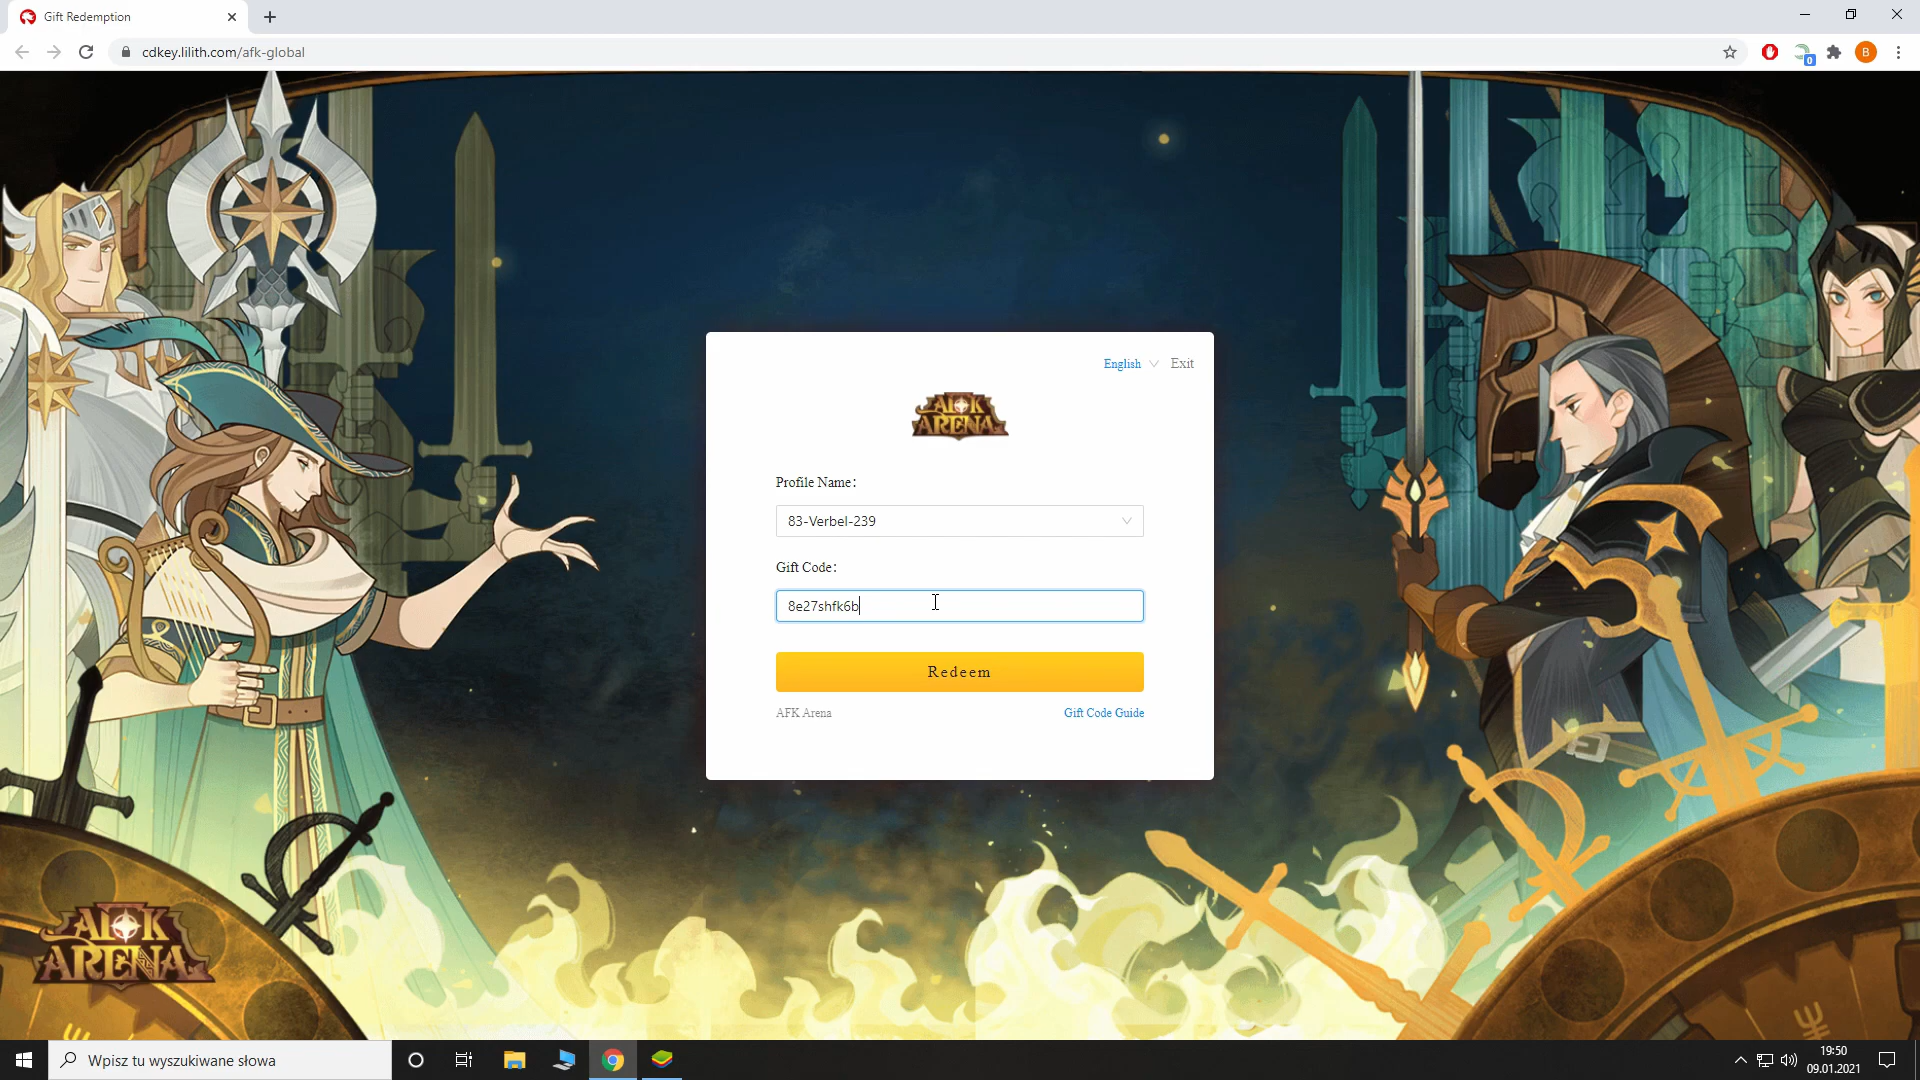 Gift Redemption
cdkey.lilith.com/afk-global
B
0
English Exit
AFK
ARENA
Profile Name:
83-Verbel-239
Gift Code:
8e27shfk6b
Redeem
AFK Arena Gift Code Guide
AFK
ARENA
Wpisz tu wyszukiwane słowa
19:50
09.01.2021